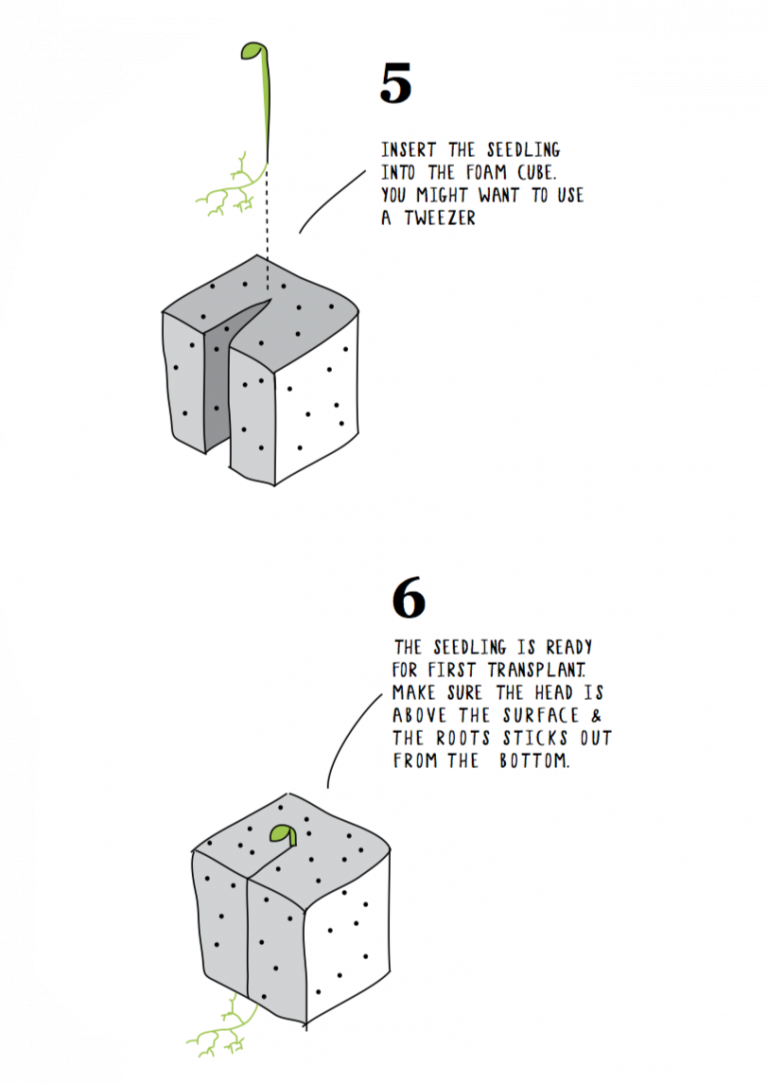 5
INSERT THE SEEDLING
INTO THE FOAM CUBE.
YOU MIGHT WANT TO USE
A TWEEZER
6
THE SEEDLING IS READY
FOR FIRST TRANSPLANT.
MAKE SURE THE HEAD IS
ABOVE THE SURFACE &
THE ROOTS STICKS OUT
FROM THE BOTTOM.